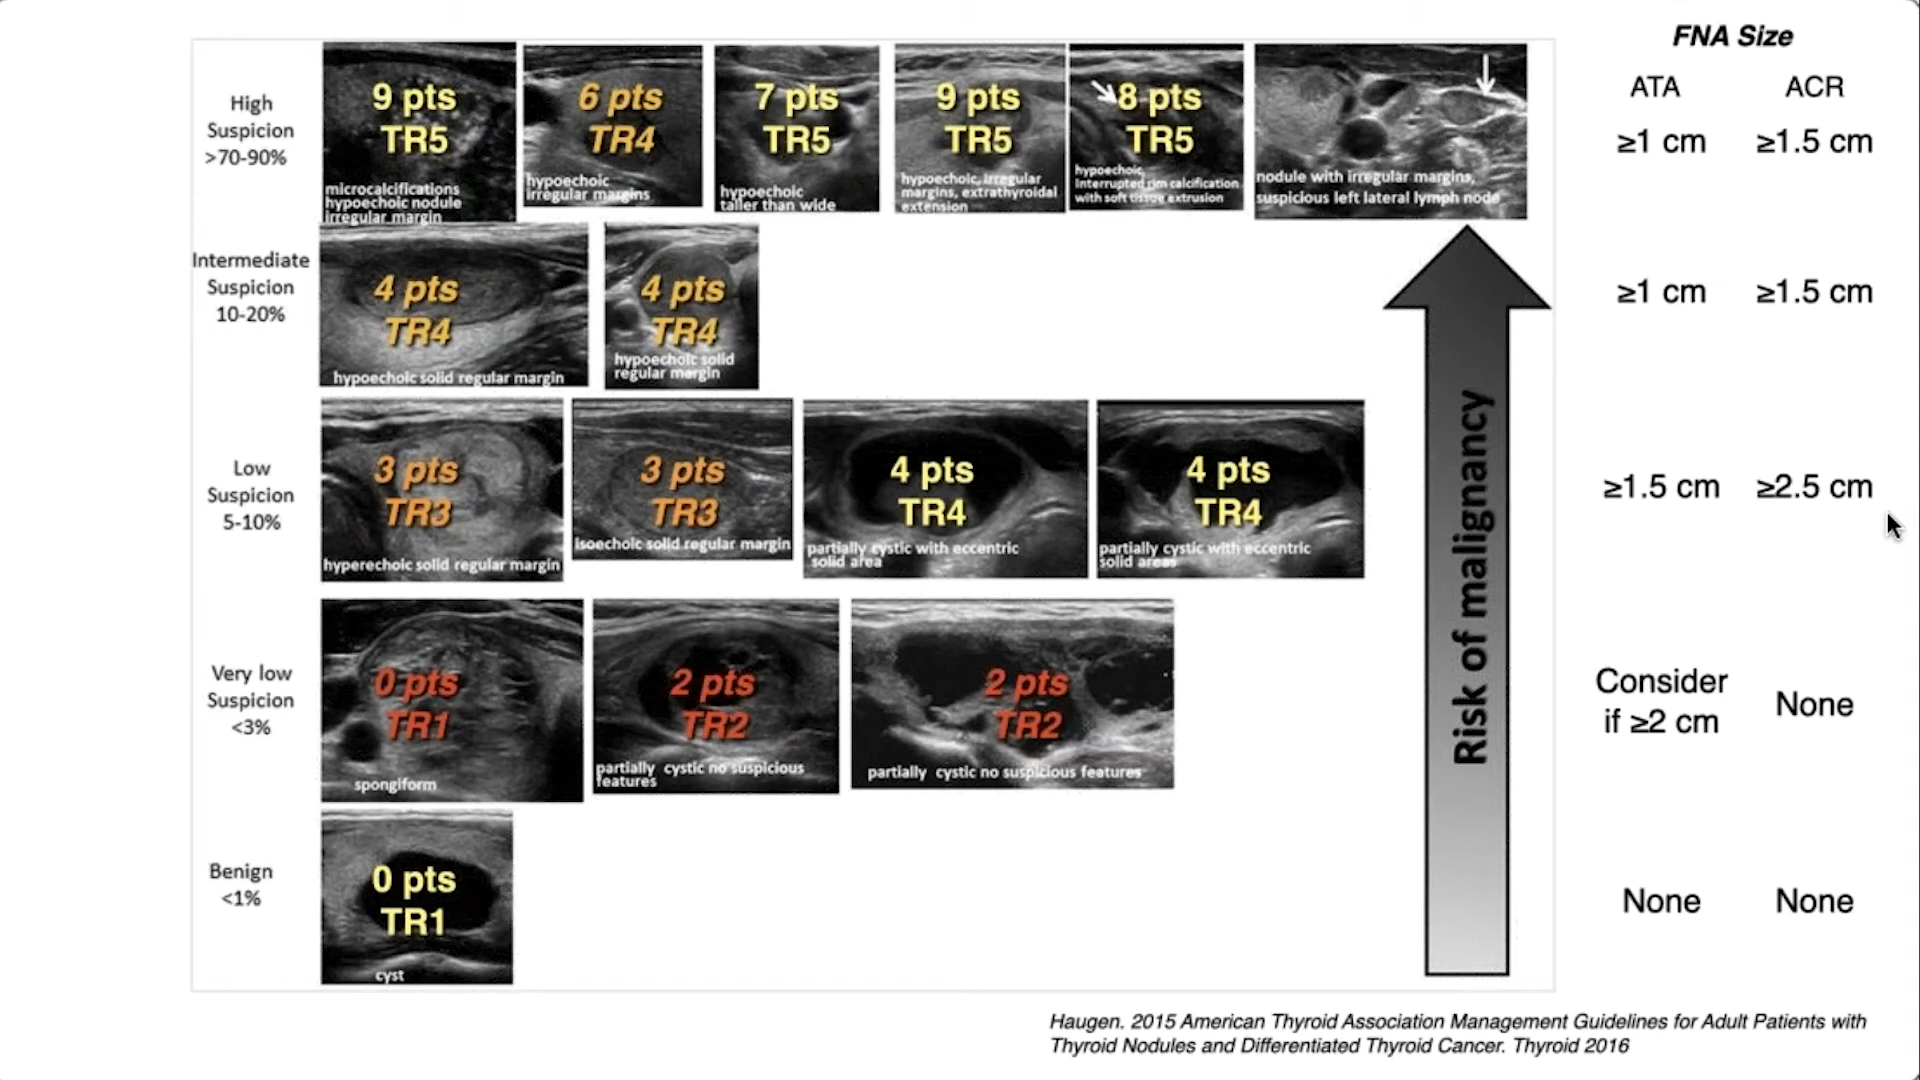 FNA Size
ATA ACR
High
Suspicion
>70-90%
9 pts
TR5
microcalcifications
hypoechoic nodule
irregular margin
6 pts
TR4
hypoechoic
irregular margins
7 pts
TR5
hypoechoic
taller than wide
9 pts
TR5
hypoechoic, irregular
margins, extrathyroidal
extension
8 pts
TR5
hypoechoic,
Interrupted rim calcification
with soft tissue extrusion
nodule with irregular margins,
suspicious left lateral lymph node
≥1 cm ≥1.5 cm
Intermediate
Suspicion
10-20%
4 pts
TR4
hypoechoic solid regular margin
4 pts
TR4
hypoechoic solid
regular margin
≥1 cm ≥1.5 cm
Low
Suspicion
5-10%
3 pts
TR3
hyperechoic solid regular margin
3 pts
TR3
isoechoic solid regular margin
4 pts
TR4
partially cystic with eccentric
solid area
4 pts
TR4
partially cystic with eccentric
solid areas
≥1.5 cm ≥2.5 cm
Very low
Suspicion
<3%
0 pts
TR1
spongiform
2 pts
TR2
partially cystic no suspicious
features
2 pts
TR2
partially cystic no suspicious features
Consider
if ≥2 cm
None
Benign
<1%
0 pts
TR1
cyst
None None
Risk of malignancy
Haugen. 2015 American Thyroid Association Management Guidelines for Adult Patients with
Thyroid Nodules and Differentiated Thyroid Cancer. Thyroid 2016